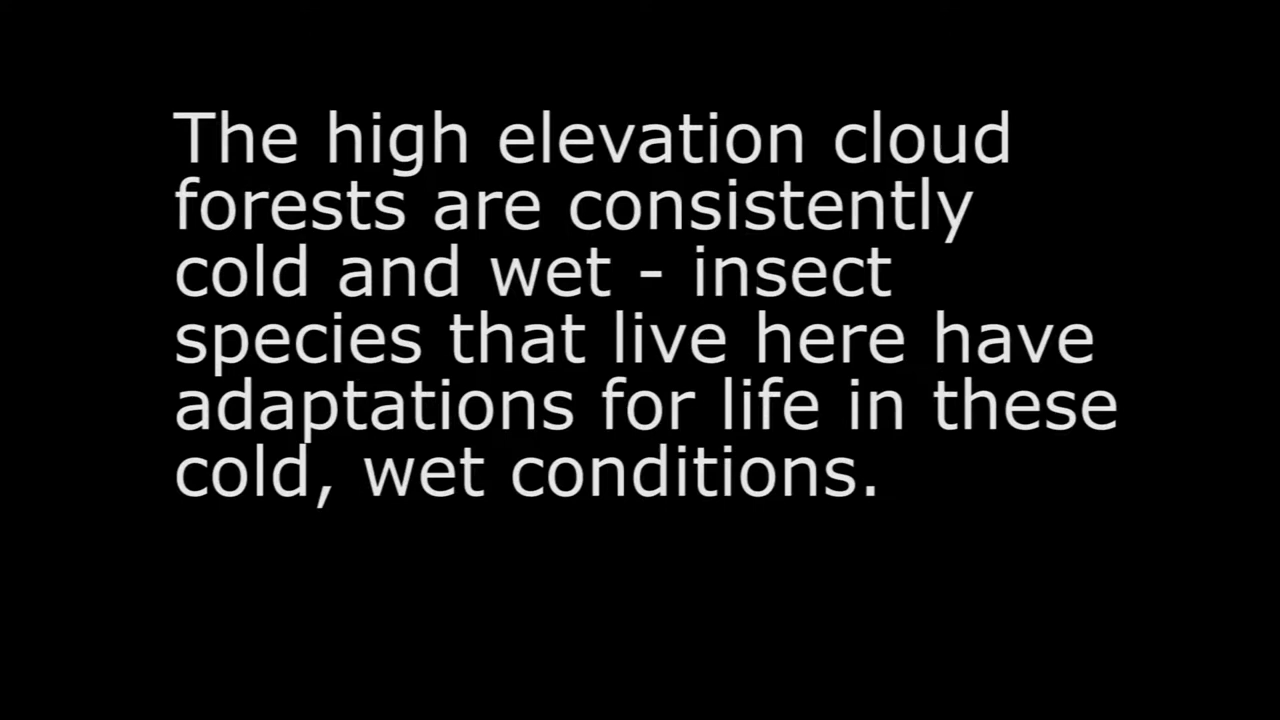 The high elevation cloud
forests are consistently
cold and wet - insect
species that live here have
adaptations for life in these
cold, wet conditions.